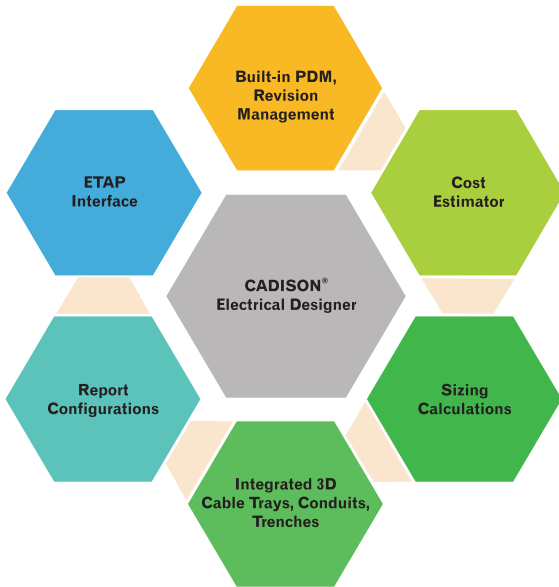 Built-in PDM,
Revision
Management
ETAP
Interface
Cost
Estimator
CADISON®
Electrical Designer
Report
Configurations
Sizing
Calculations
Integrated 3D
Cable Trays, Conduits,
Trenches